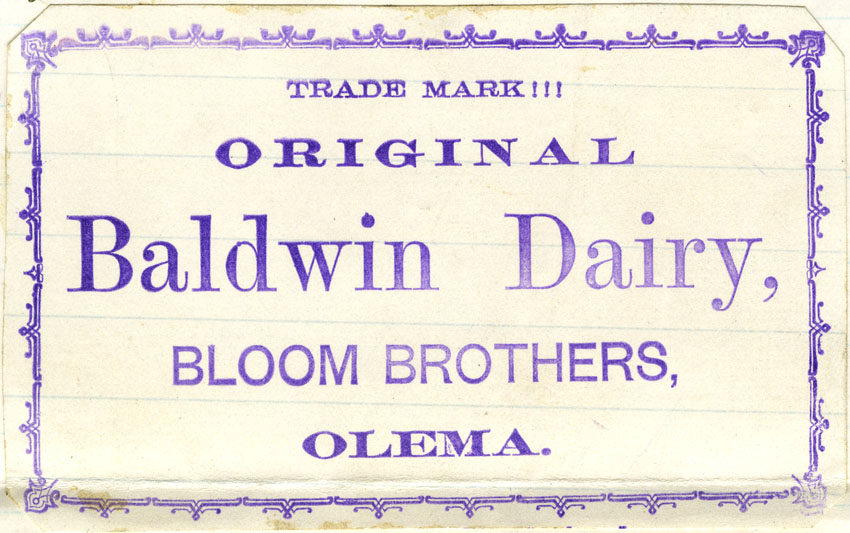 TRADE MARK!!!
ORIGINAL
Baldwin Dairy,
BLOOM BROTHERS,
OLEMA.